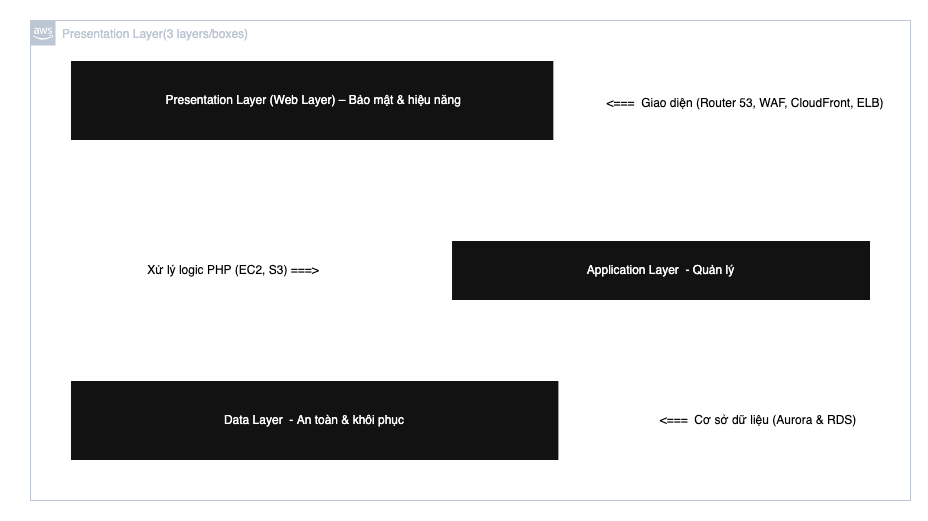 aws
Presentation Layer(3 layers/boxes)
Presentation Layer (Web Layer) – Bảo mật & hiệu năng
<=== Giao diện (Router 53, WAF, CloudFront, ELB)
Xử lý logic PHP (EC2, S3) ===>
Application Layer - Quản lý
Data Layer - An toàn & khôi phục
<=== Cơ sở dữ liệu (Aurora & RDS)